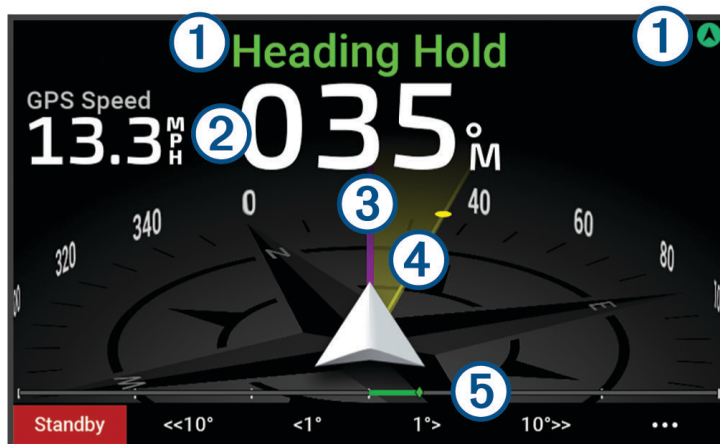 1 Heading Hold 1
GPS Speed
13.3 MPH 2 035°M
3
320 340 0 40 60 80
N
4
E
W
5
Standby <<10° <1° 1°> 10°>> •••